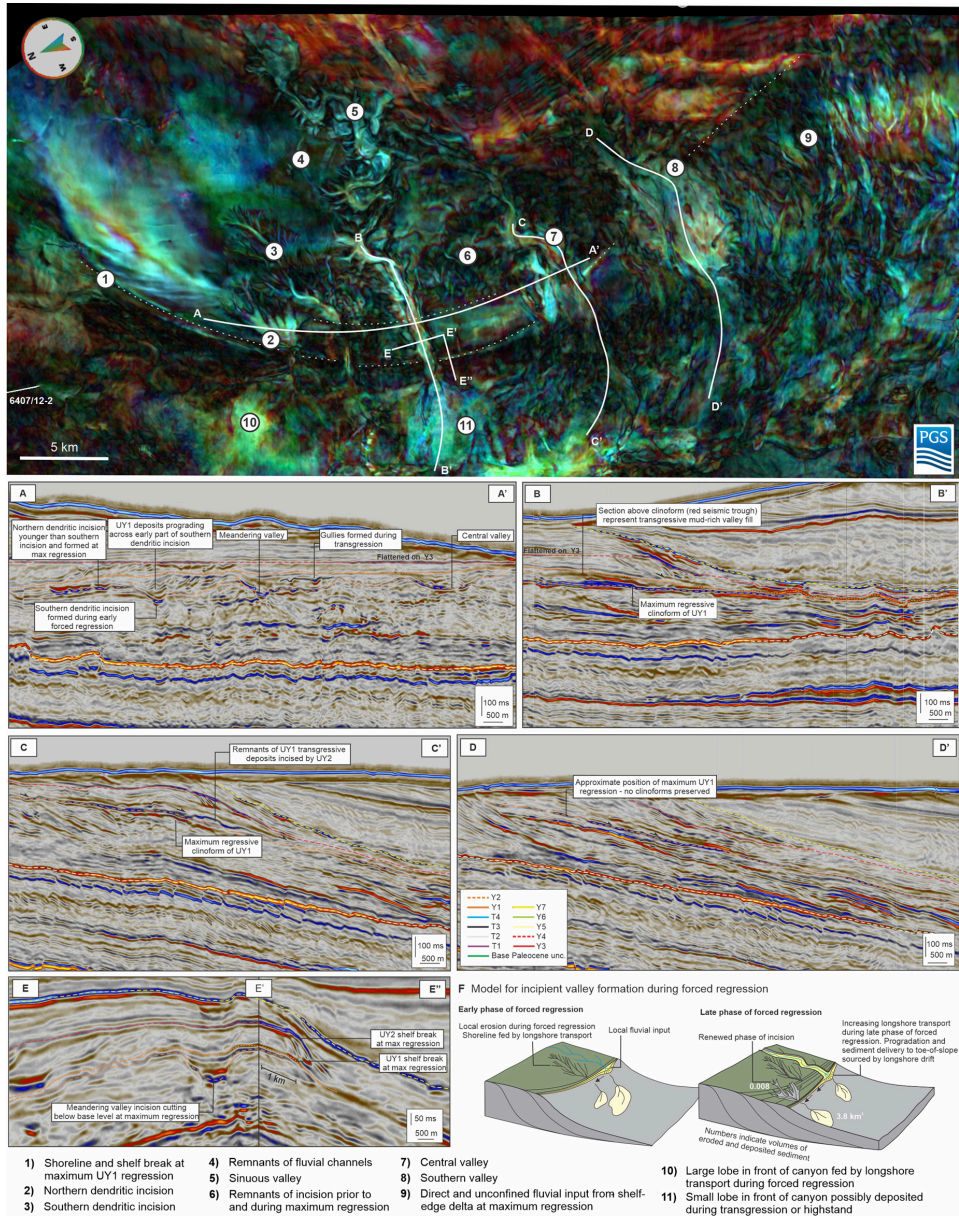 N
E
S
W
5
4
9
D
8
B
C
7
3
6
A'
1
A
2
E
E'
E''
6407/12-2
10
11
D'
C'
B'
5 km
PGS
A
A'
Northern dendritic incision
younger than southern
incision and formed at
max regression
UY1 deposits prograding
across early part of southern
dendritic incision
Meandering valley
Gullies formed during
transgression
Central valley
Flattened on Y3
Southern dendritic incision
formed during early
forced regression
100 ms
500 m
B
B'
Section above clinoform (red seismic trough)
represent transgressive mud-rich valley fill
Flattened on Y3
Maximum regressive
clinoform of UY1
100 ms
500 m
C
C'
Remnants of UY1 transgressive
deposits incised by UY2
Maximum regressive
clinoform of UY1
100 ms
500 m
D
D'
Approximate position of maximum UY1
regression - no clinoforms preserved
Y2
Y1
T4
T3
T2
T1
Y7
Y6
Y5
Y4
Y3
Base Paleocene unc.
100 ms
500 m
E
E'
E''
UY2 shelf break
at max regression
UY1 shelf break
at max regression
1 km
Meandering valley incision cutting
below base level at maximum regression
50 ms
500 m
F Model for incipient valley formation during forced regression
Early phase of forced regression
Local erosion during forced regression
Shoreline fed by longshore transport
Local fluvial input
Late phase of forced regression
Renewed phase of incision
Increasing longshore transport
during late phase of forced
regression. Progradation and
sediment delivery to toe-of-slope
sourced by longshore drift
0.008
3.8 km³
Numbers indicate volumes of
eroded and deposited sediment
1) Shoreline and shelf break at
maximum UY1 regression
2) Northern dendritic incision
3) Southern dendritic incision
4) Remnants of fluvial channels
5) Sinuous valley
6) Remnants of incision prior to
and during maximum regression
7) Central valley
8) Southern valley
9) Direct and unconfined fluvial input from shelf-
edge delta at maximum regression
10) Large lobe in front of canyon fed by longshore
transport during forced regression
11) Small lobe in front of canyon possibly deposited
during transgression or highstand